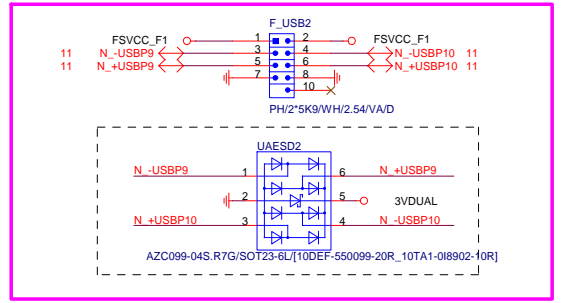 F_USB2
FSVCC_F1 1 2 FSVCC_F1
11 N_-USBP9 3 4 N_-USBP10 11
11 N_+USBP9 5 6 N_+USBP10 11
7 8
10
PH/2*5K9/WH/2.54/VA/D
UAESD2
N_-USBP9 1 6 N_+USBP9
2 5 3VDUAL
N_+USBP10 3 4 N_-USBP10
AZC099-04S.R7G/SOT23-6L/[10DEF-550099-20R_10TA1-0I8902-10R]